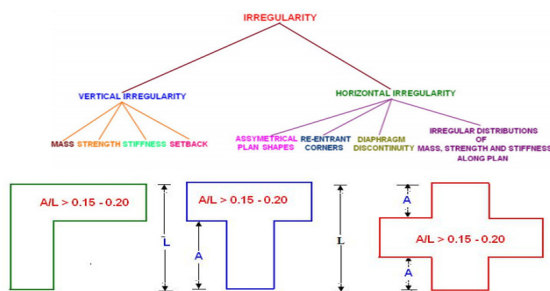 IRREGULARITY
VERTICAL IRREGULARITY
HORIZONTAL IRREGULARITY
MASS STRENGTH STIFFNESS SETBACK
ASSYMETRICAL
PLAN SHAPES
RE-ENTRANT
CORNERS
DIAPHRAGM
DISCONTINUITY
IRREGULAR DISTRIBUTIONS
OF
MASS, STRENGTH AND STIFFNESS
ALONG PLAN
A/L > 0.15 - 0.20
L
A/L > 0.15 - 0.20
A
L
A
A/L > 0.15 - 0.20
A